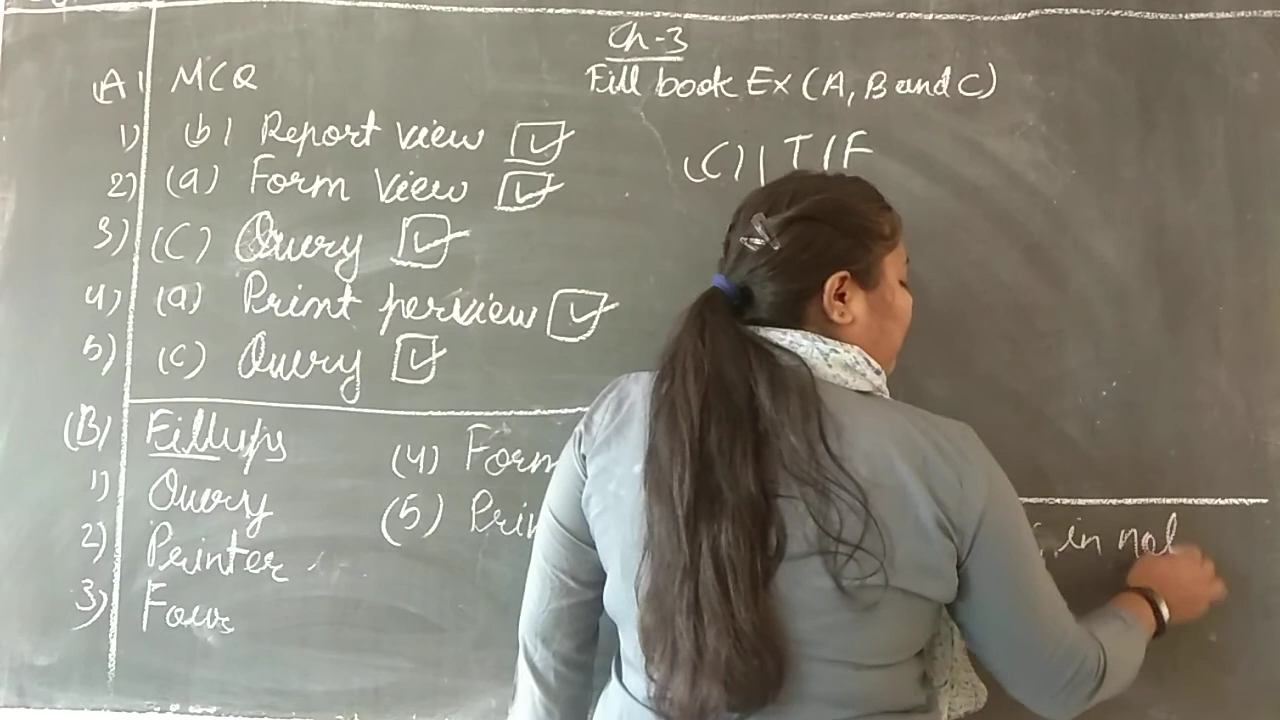 Ch-3
Fill book Ex (A, B and C)
(A) MCQ
1) (b) Report view
2) (a) Form View
3) (C) Query
4) (a) Print perview
5) (c) Query
(B) Fillups
1) Query
2) Printer
3) Four
(4) Form
(5) Prin
(C) T/F
in not